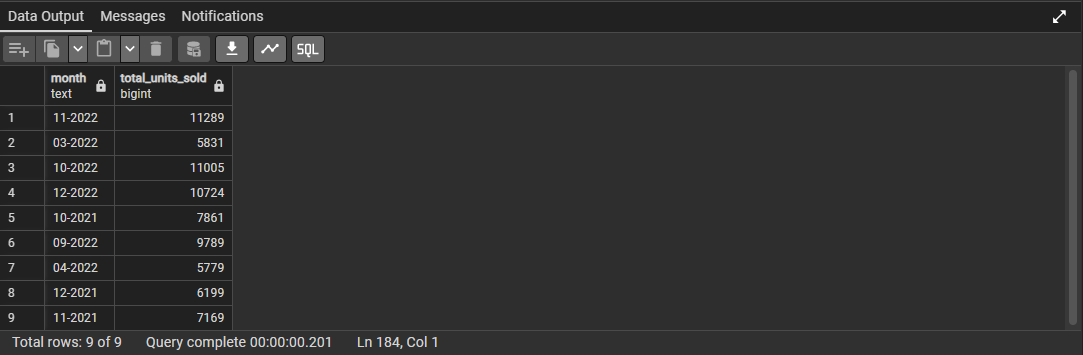 Data Output Messages Notifications
SQL
month total_units_sold
text bigint
1 11-2022 11289
2 03-2022 5831
3 10-2022 11005
4 12-2022 10724
5 10-2021 7861
6 09-2022 9789
7 04-2022 5779
8 12-2021 6199
9 11-2021 7169
Total rows: 9 of 9 Query complete 00:00:00.201 Ln 184, Col 1